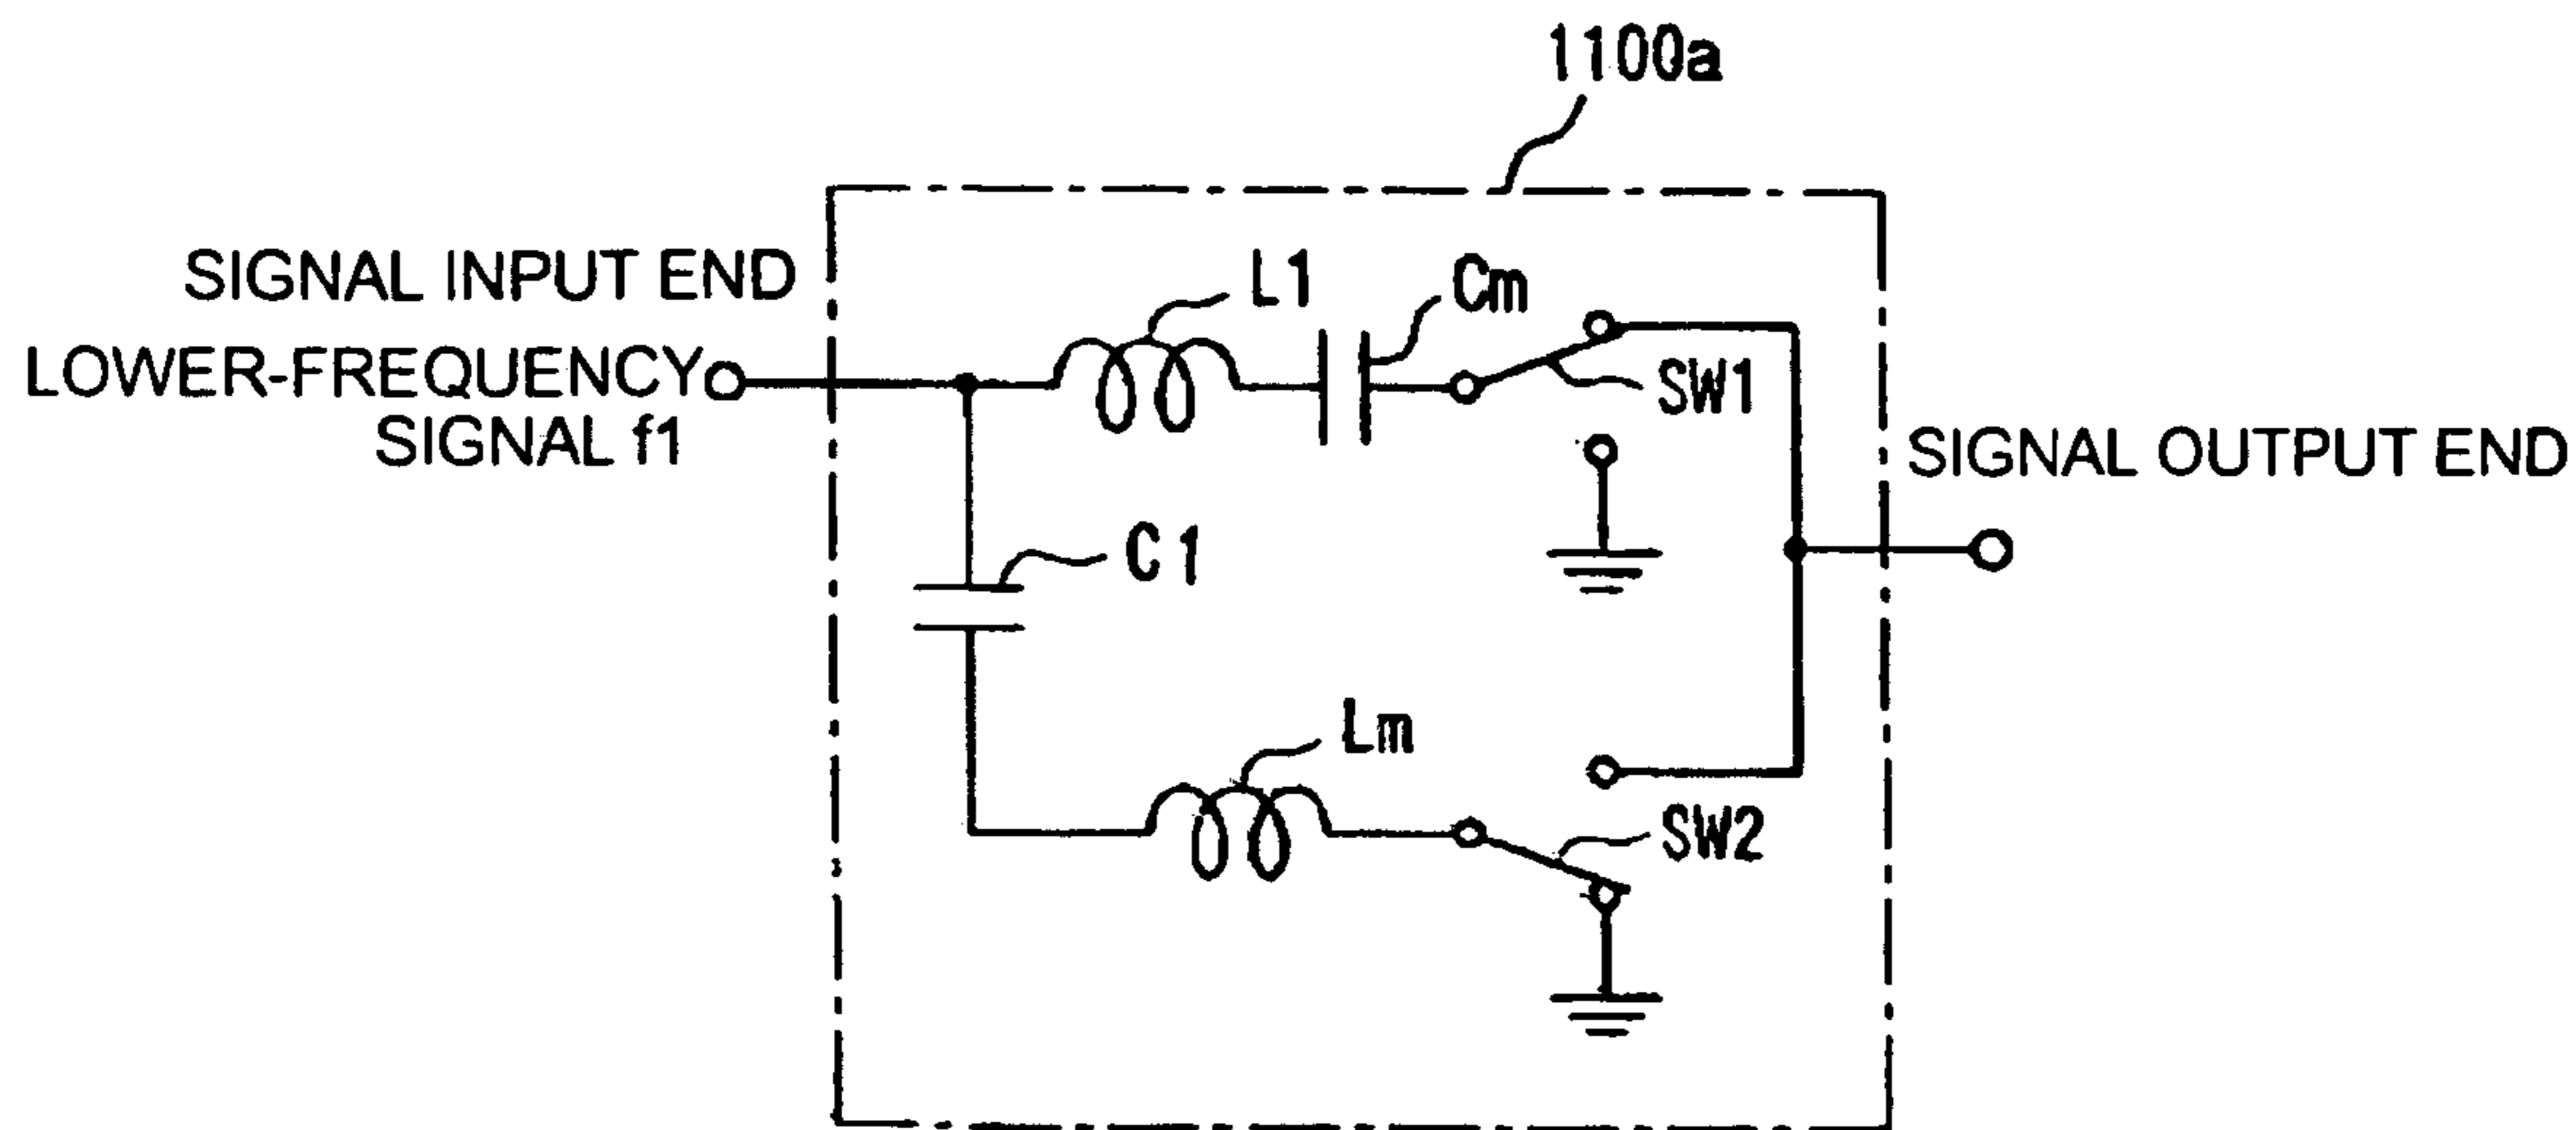 1100a
SIGNAL INPUT END
LOWER-FREQUENCY
SIGNAL f1
L1
Cm
SW1
SIGNAL OUTPUT END
C1
Lm
SW2